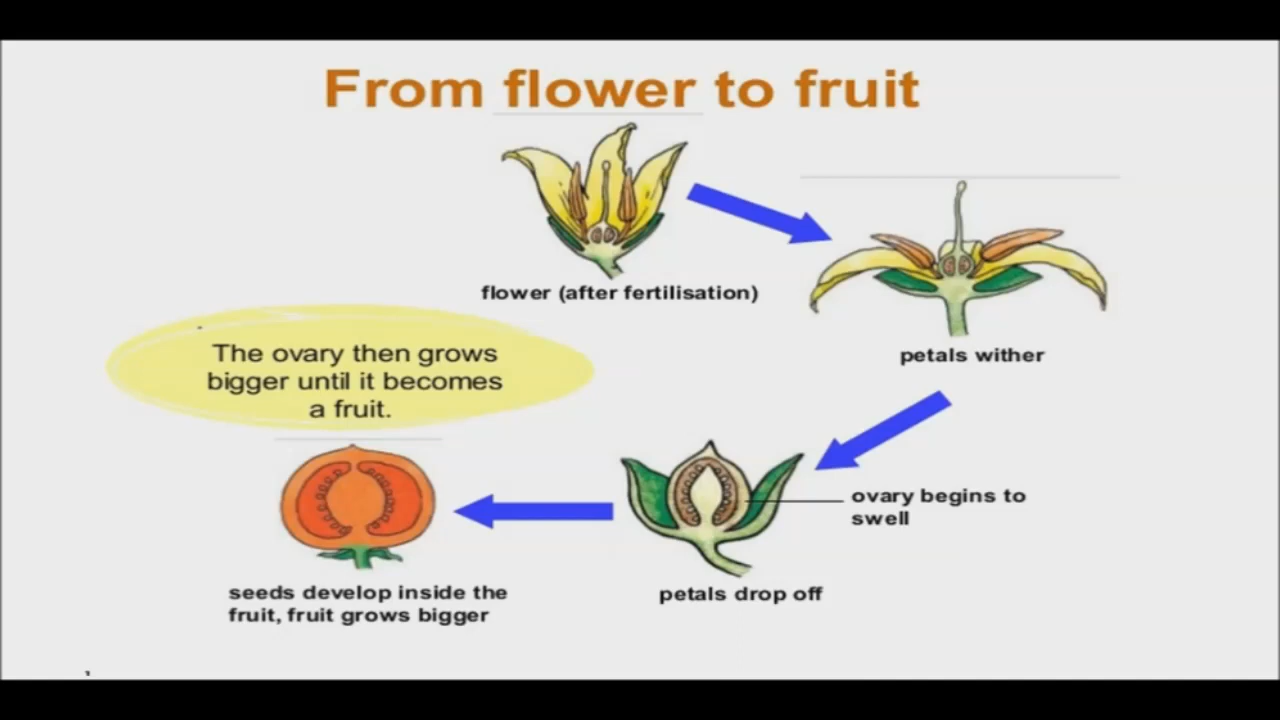 From flower to fruit
flower (after fertilisation)
petals wither
The ovary then grows
bigger until it becomes
a fruit.
ovary begins to
swell
petals drop off
seeds develop inside the
fruit, fruit grows bigger